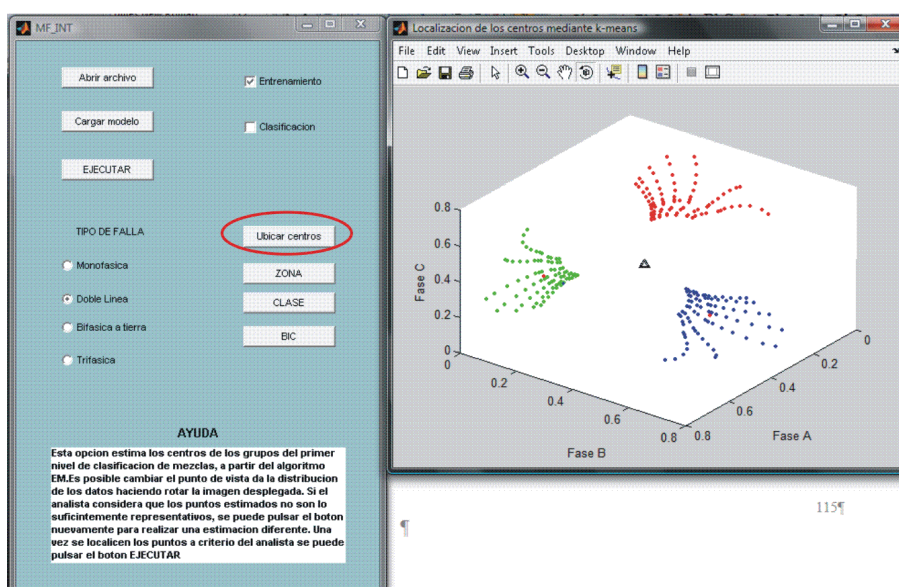 MF_INT
Abrir archivo
Entrenamiento
Cargar modelo
Clasificacion
EJECUTAR
TIPO DE FALLA
Ubicar centros
Monofasica
ZONA
Doble Linea
CLASE
Bifasica a tierra
BIC
Trifasica
AYUDA
Esta opcion estima los centros de los grupos del primer
nivel de clasificacion de mezclas, a partir del algoritmo
EM.Es posible cambiar el punto de vista da la distribucion
de los datos haciendo rotar la imagen desplegada. Si el
analista considera que los puntos estimados no son lo
suficintemente representativos, se puede pulsar el boton
nuevamente para realizar una estimacion diferente. Una
vez se localicen los puntos a criterio del analista se puede
pulsar el boton EJECUTAR
Localizacion de los centros mediante k-means
File Edit View Insert Tools Desktop Window Help
0.8
0.6
0.4
0.2
0
Fase C
0
0.2
0.4
0.6
0.8
Fase B
0.8
0.6
0.4
0.2
0
Fase A
115¶
¶